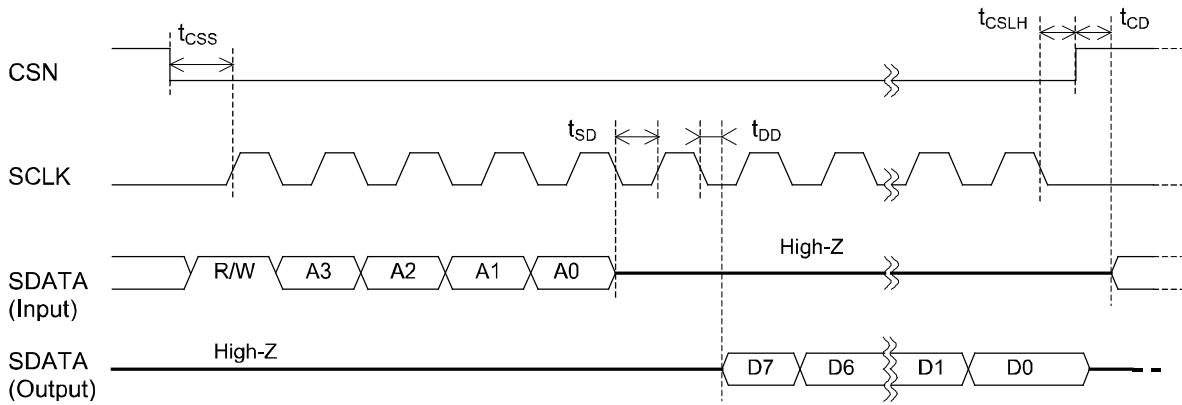 tCSS
tCSLH
tCD
CSN
tSD
tDD
SCLK
High-Z
R/W A3 A2 A1 A0
SDATA
(Input)
High-Z
SDATA
(Output)
D7 D6 D1 D0